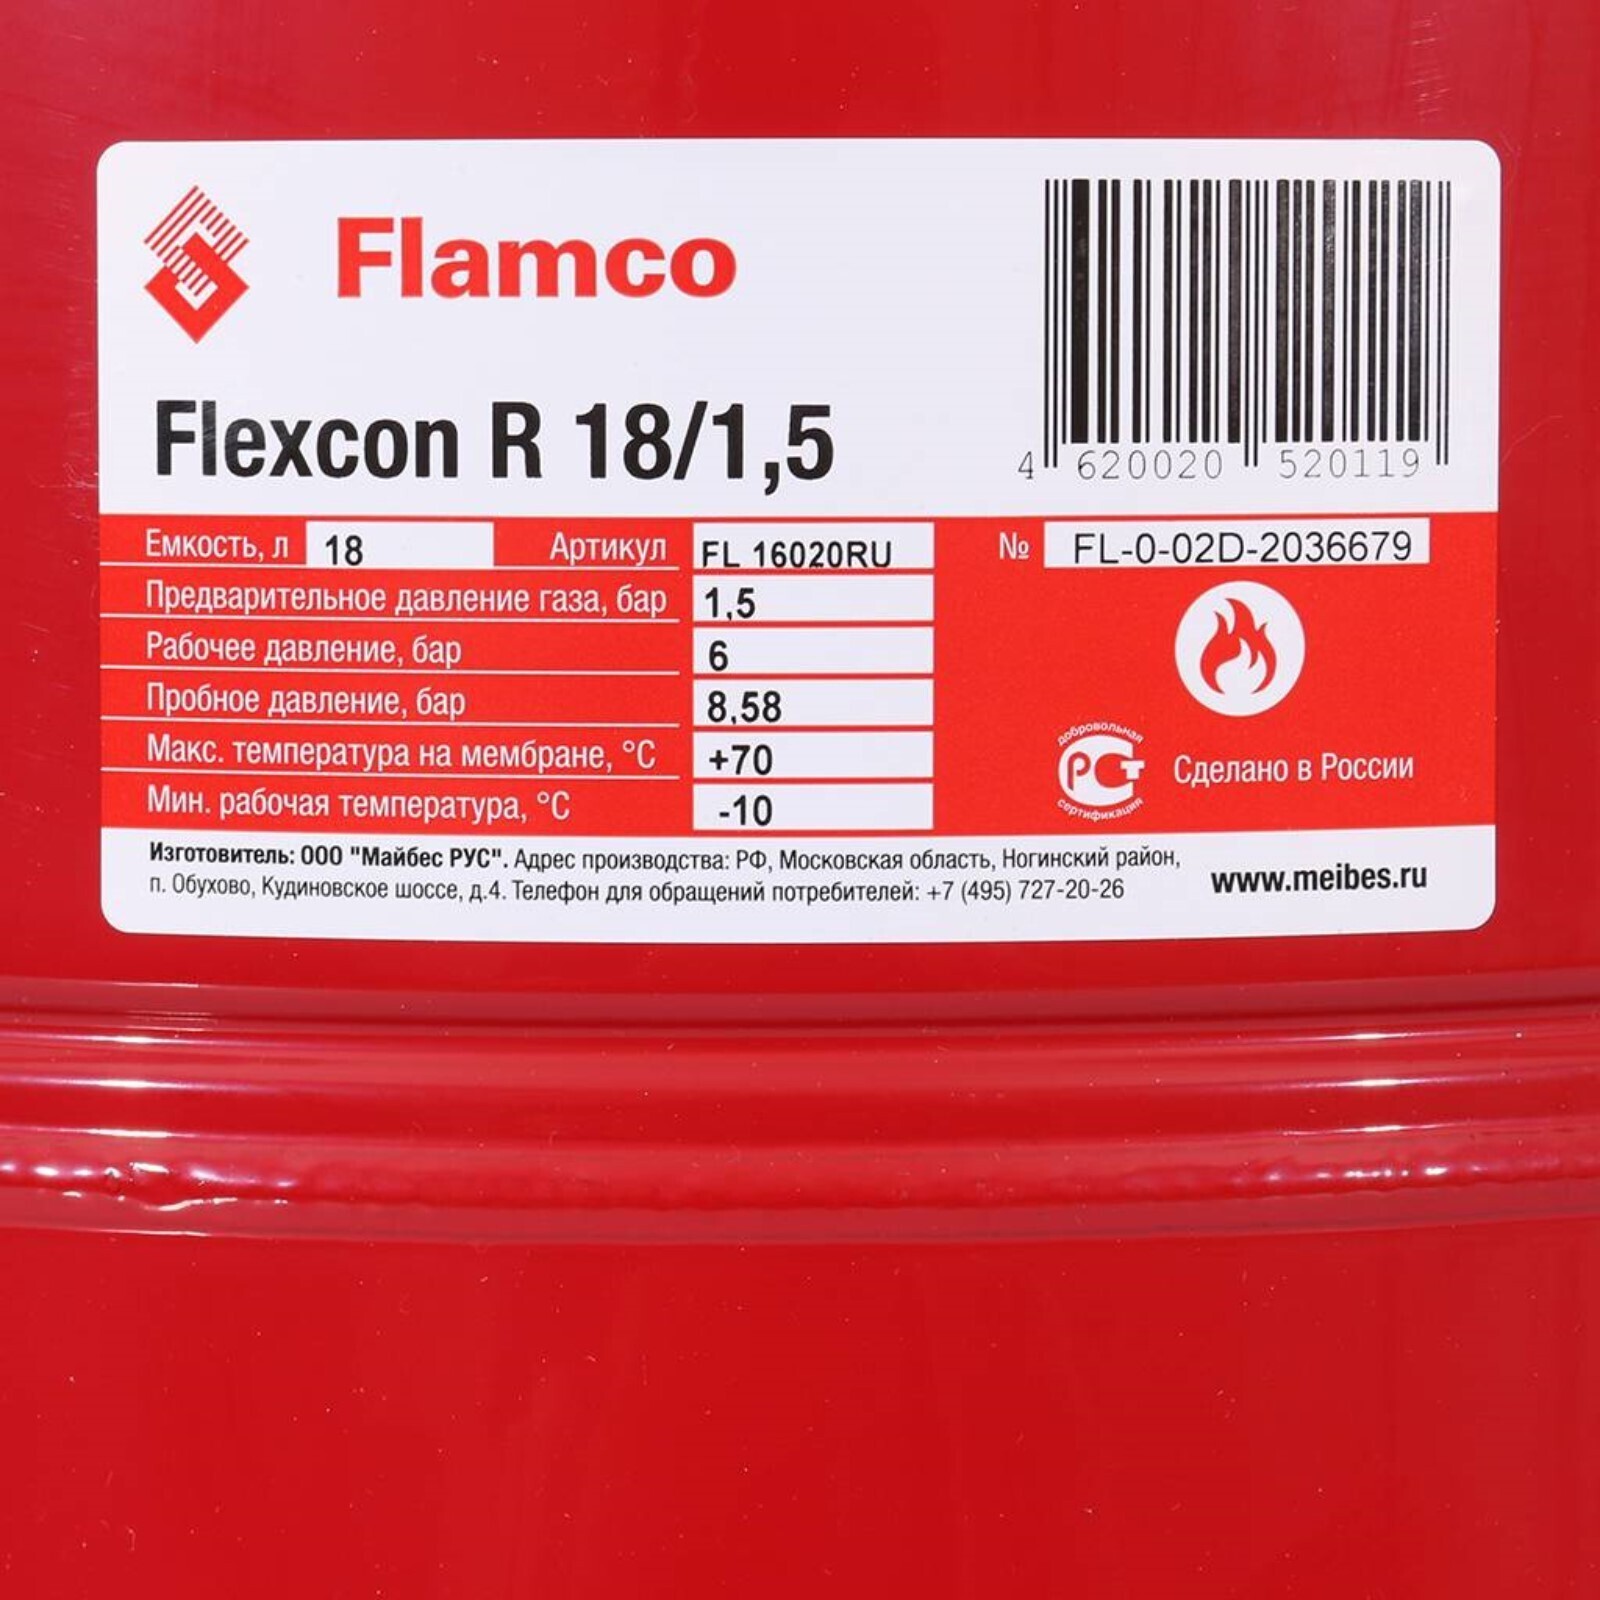 Flamco
Flexcon R 18/1,5
4 620020 520119
Емкость, л 18 Артикул FL 16020RU № FL-0-02D-2036679
Предварительное давление газа, бар 1,5
Рабочее давление, бар 6
Пробное давление, бар 8,58
Макс. температура на мембране, °C +70
Мин. рабочая температура, °C -10
добровольная
РСТ
сертификация
Сделано в России
Изготовитель: ООО "Майбес РУС". Адрес производства: РФ, Московская область, Ногинский район,
п. Обухово, Кудиновское шоссе, д.4. Телефон для обращений потребителей: +7 (495) 727-20-26
www.meibes.ru